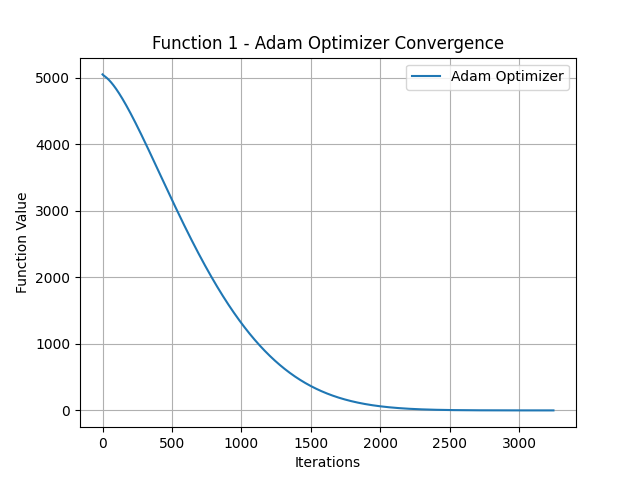 Function 1 - Adam Optimizer Convergence
Adam Optimizer
5000
4000
3000
2000
1000
0
Function Value
0 500 1000 1500 2000 2500 3000
Iterations